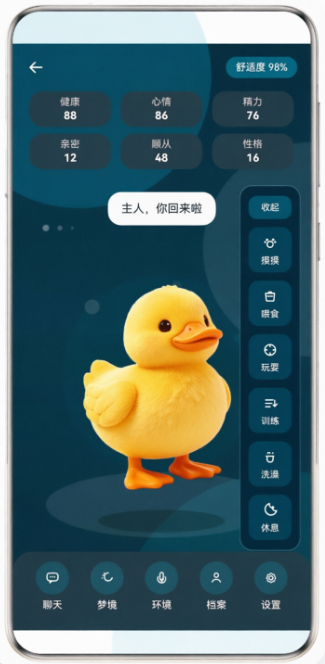 舒适度 98%
健康
88
心情
86
精力
76
亲密
12
顺从
48
性格
16
主人，你回来啦
收起
摸摸
喂食
玩耍
训练
洗澡
休息
聊天
梦境
环境
档案
设置